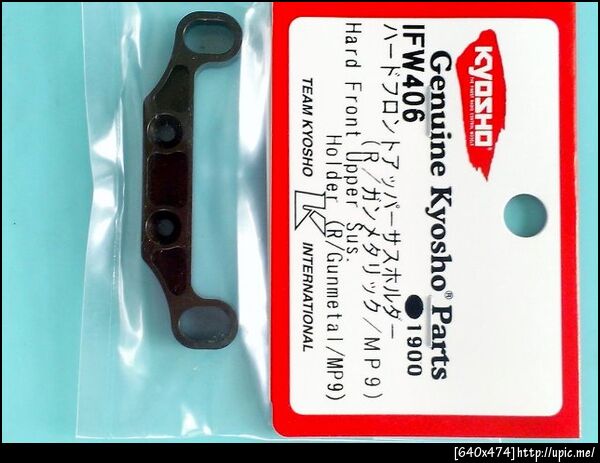 KYOSHO
THE FINEST RADIO CONTROL MODELS
Genuine Kyosho® Parts
IFW406
●1900
ハードフロントアッパーサスホルダー
(R/ガンメタリック/MP9)
Hard Front Upper Sus.
Holder (R/Gunmetal/MP9)
TEAM KYOSHO
INTERNATIONAL
[640x474]http://upic.me/